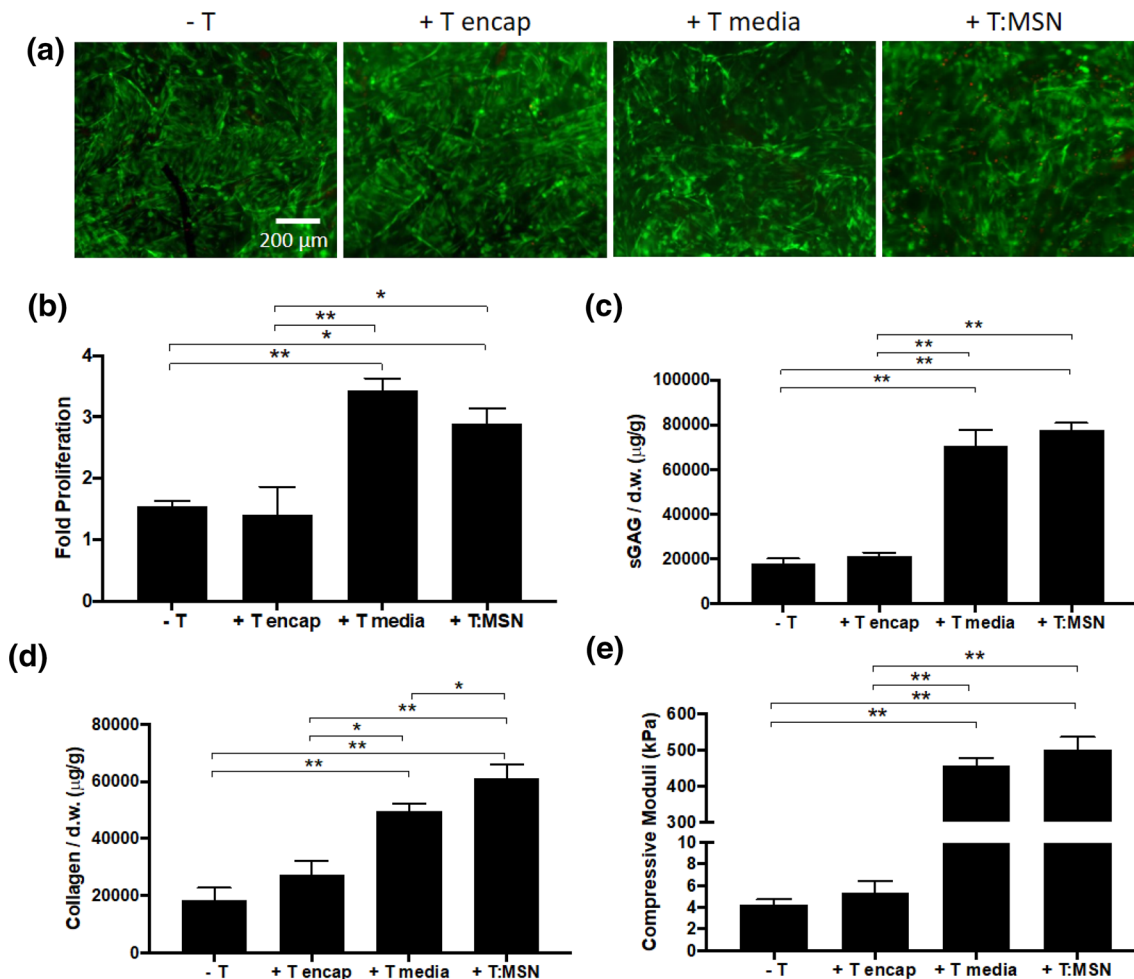 - T + T encap + T media + T:MSN
(a)
200 μm
(b)
*
**
*
**
Fold Proliferation
4
3
2
1
0
- T + T encap + T media + T:MSN
(c)
**
**
**
**
sGAG / d.w. (μg/g)
100000
80000
60000
40000
20000
0
- T + T encap + T media + T:MSN
(d)
*
**
*
**
**
Collagen / d.w. (μg/g)
80000
60000
40000
20000
0
- T + T encap + T media + T:MSN
(e)
**
**
**
**
Compressive Moduli (kPa)
600
500
400
300
10
8
6
4
2
0
- T + T encap + T media + T:MSN